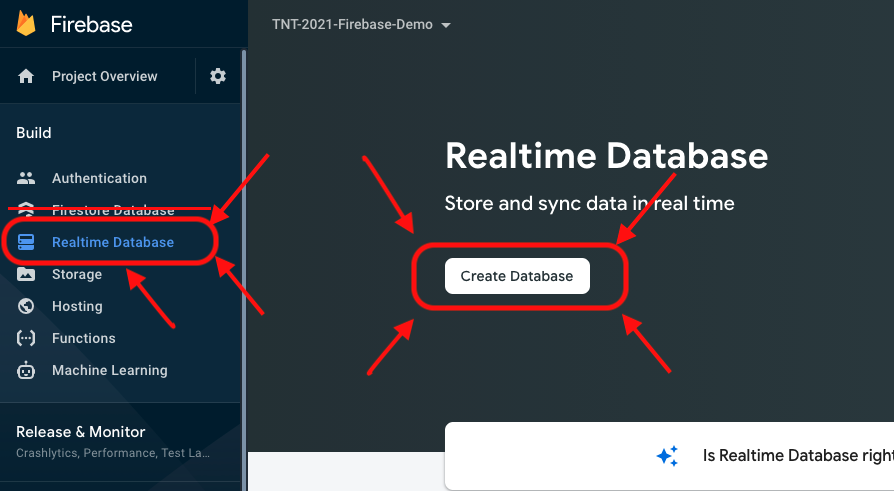 Firebase
TNT-2021-Firebase-Demo
Project Overview
Build
Authentication
Firestore Database
Realtime Database
Storage
Hosting
Functions
Machine Learning
Release & Monitor
Crashlytics, Performance, Test La...
Realtime Database
Store and sync data in real time
Create Database
Is Realtime Database right